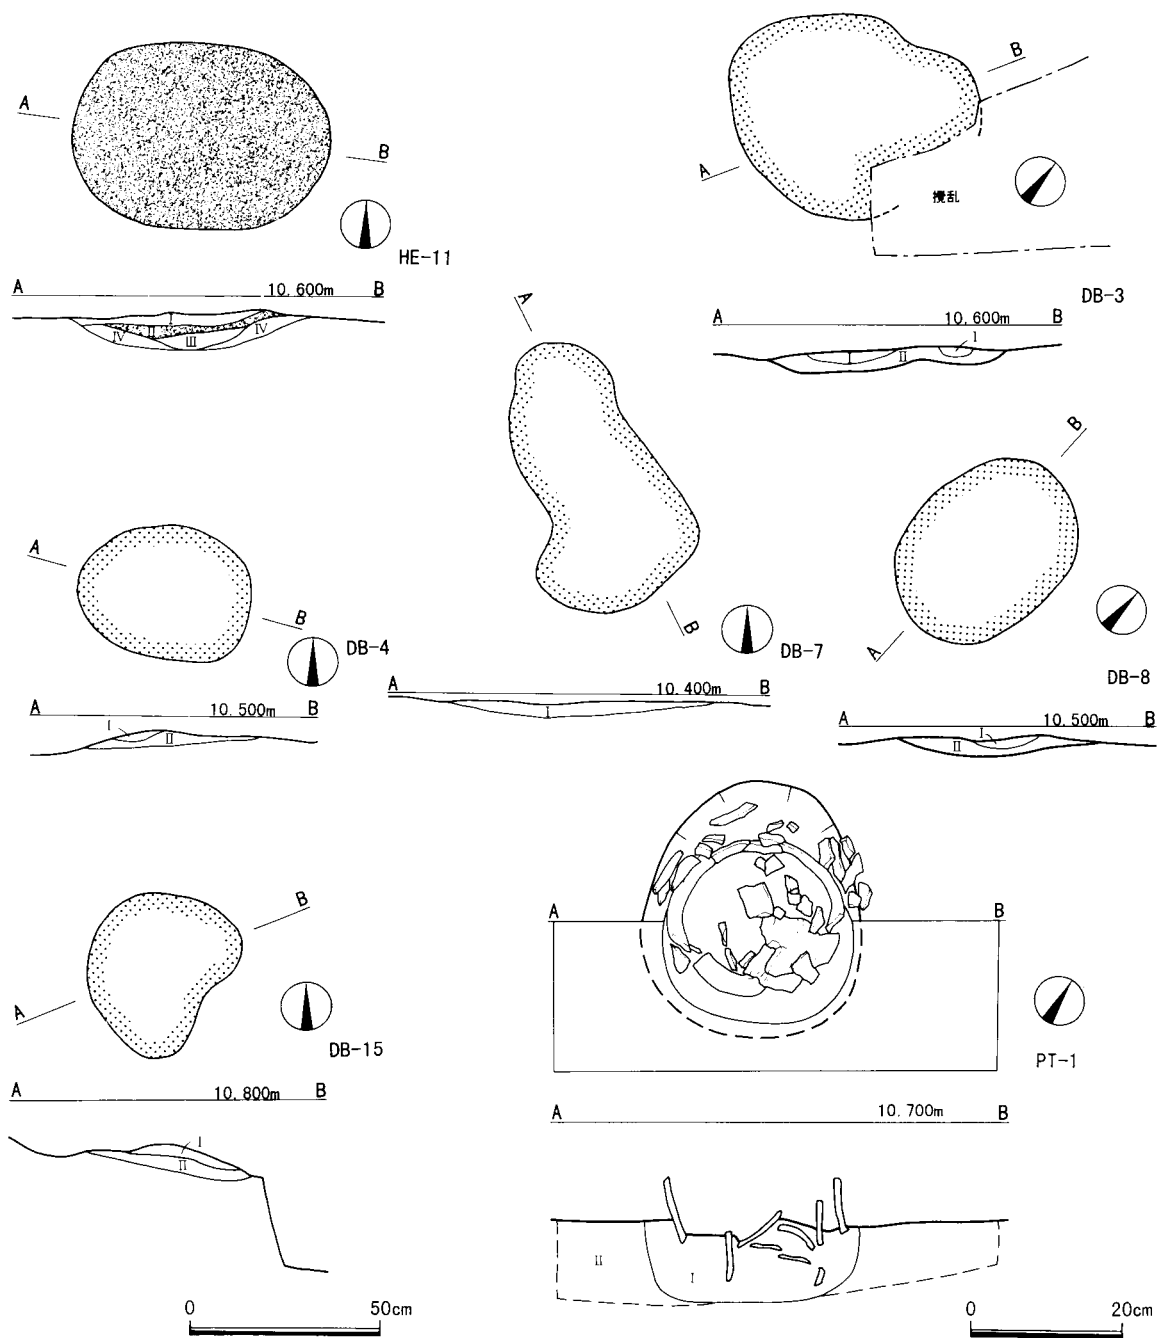 A
B
HE-11
A 10.600m B
I
II
IV
III
IV
B
A
攪乱
DB-3
A 10.600m B
I
I
II
A
B
DB-7
A 10.400m B
I
A
B
DB-4
A 10.500m B
I
II
B
A
DB-8
A 10.500m B
I
II
B
A
DB-15
A 10.800m B
I
II
A B
PT-1
A 10.700m B
II
I
0 50cm
0 20cm